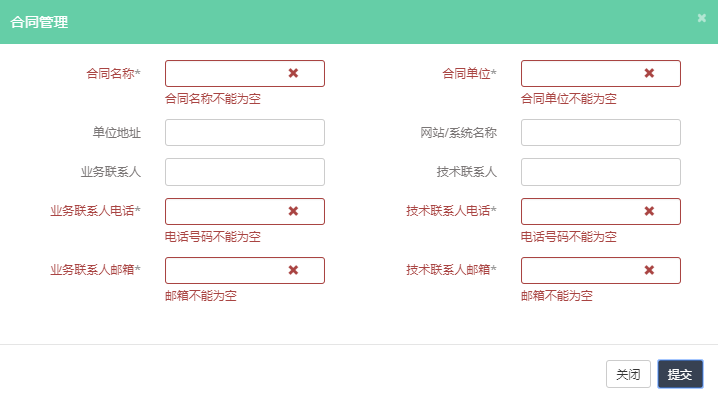 合同管理
合同名称* 合同单位*
合同名称不能为空 合同单位不能为空
单位地址 网站/系统名称
业务联系人 技术联系人
业务联系人电话* 技术联系人电话*
电话号码不能为空 电话号码不能为空
业务联系人邮箱* 技术联系人邮箱*
邮箱不能为空 邮箱不能为空
关闭 提交